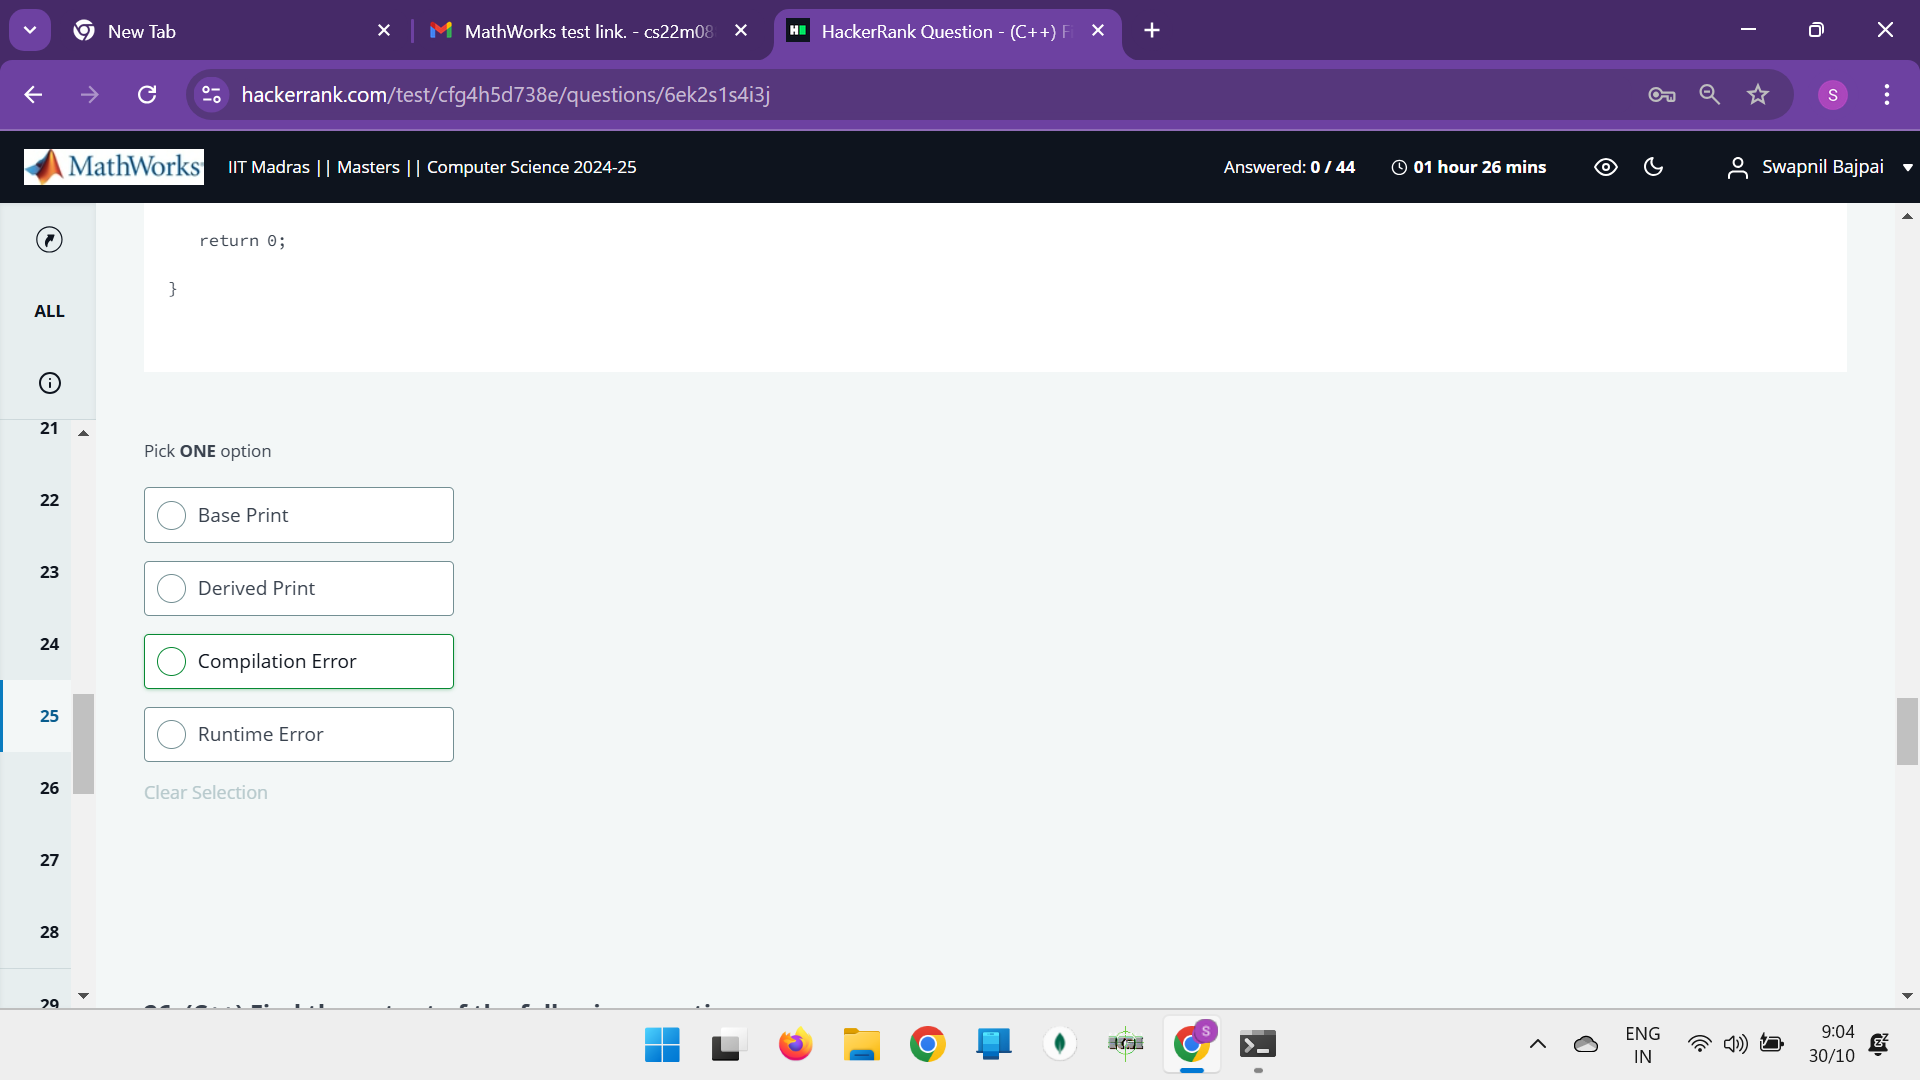 New Tab
MathWorks test link. - cs22m08
HackerRank Question - (C++) Fi
hackerrank.com/test/cfg4h5d738e/questions/6ek2s1s4i3j
S
MathWorks
IIT Madras || Masters || Computer Science 2024-25
Answered: 0 / 44
01 hour 26 mins
Swapnil Bajpai
return 0;
}
ALL
21
22
23
24
25
26
27
28
29
Pick ONE option
Base Print
Derived Print
Compilation Error
Runtime Error
Clear Selection
S
ENG
IN
9:04
30/10